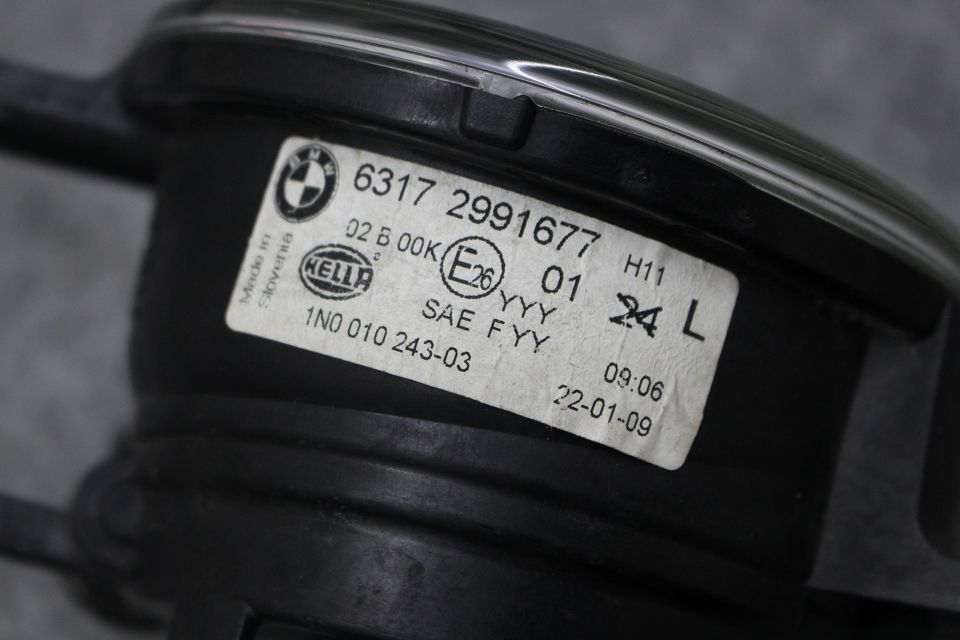 BMW
6317 2991677
02 B 00K E26 01 H11
HELLA
YYY 24 L
SAE F YY
1N0 010 243-03
09:06
22-01-09
Made in
Slovenia